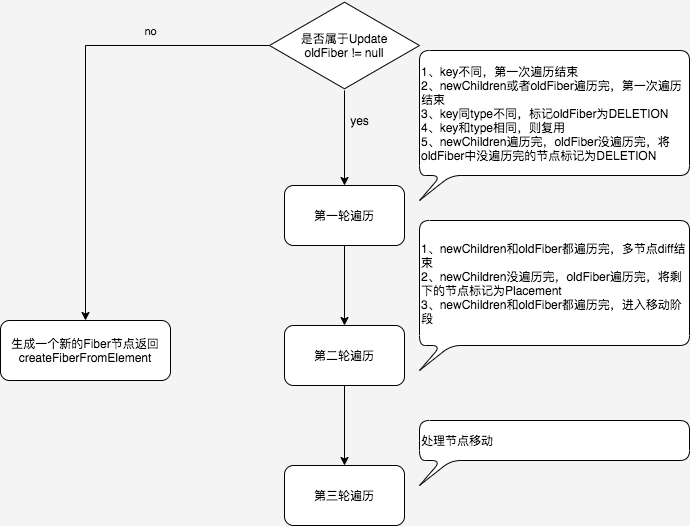 是否属于Update
oldFiber != null
no
yes
1、key不同，第一次遍历结束
2、newChildren或者oldFiber遍历完，第一次遍历
结束
3、key同type不同，标记oldFiber为DELETION
4、key和type相同，则复用
5、newChildren遍历完，oldFiber没遍历完，将
oldFiber中没遍历完的节点标记为DELETION
第一轮遍历
1、newChildren和oldFiber都遍历完，多节点diff结
束
2、newChildren没遍历完，oldFiber遍历完，将剩
下的节点标记为Placement
3、newChildren和oldFiber都遍历完，进入移动阶
段
生成一个新的Fiber节点返回
createFiberFromElement
第二轮遍历
处理节点移动
第三轮遍历